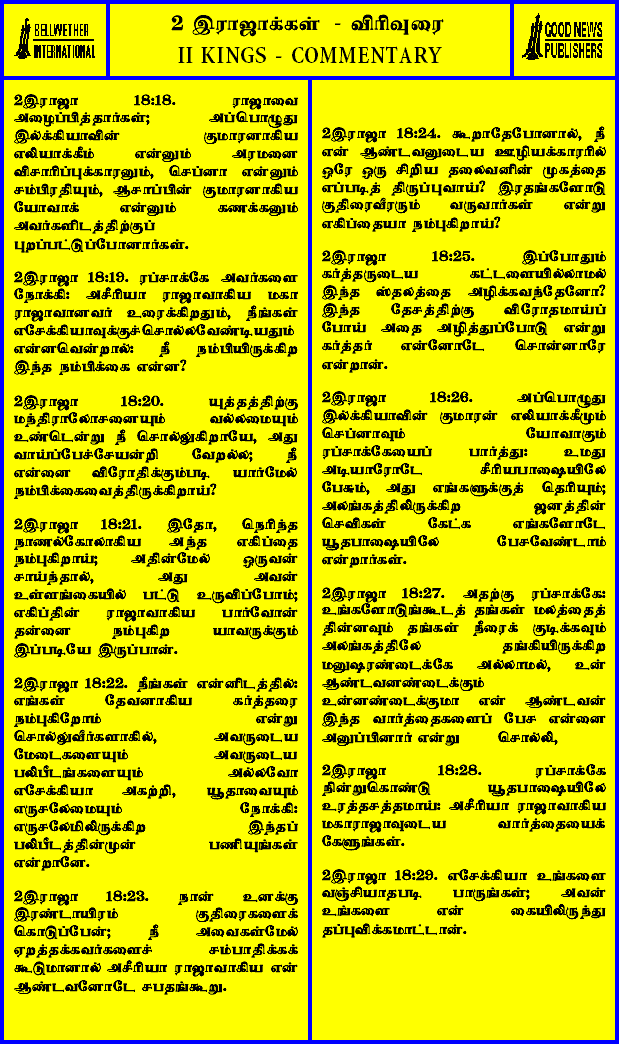 BELLWETHER
INTERNATIONAL
2 இராஜாக்கள் - விரிவுரை
II KINGS - COMMENTARY
GOOD NEWS
PUBLISHERS
2இராஜா 18:18. ராஜாவை
அழைப்பித்தார்கள்; அப்பொழுது
இல்க்கியாவின் குமாரனாகிய
எலியாக்கீம் என்னும் அரமனை
விசாரிப்புக்காரனும், செப்னா என்னும்
சம்பிரதியும், ஆசாப்பின் குமாரனாகிய
யோவாக் என்னும் கணக்கனும்
அவர்களிடத்திற்குப்
புறப்பட்டுப்போனார்கள்.
2இராஜா 18:19. ரப்சாக்கே அவர்களை
நோக்கி: அசீரியா ராஜாவாகிய மகா
ராஜாவானவர் உரைக்கிறதும், நீங்கள்
எசேக்கியாவுக்குச்சொல்லவேண்டியதும்
என்னவென்றால்: நீ நம்பியிருக்கிற
இந்த நம்பிக்கை என்ன?
2இராஜா 18:20. யுத்தத்திற்கு
மந்திராலோசனையும் வல்லமையும்
உண்டென்று நீ சொல்லுகிறாயே, அது
வாய்ப்பேச்சேயன்றி வேறல்ல; நீ
என்னை விரோதிக்கும்படி யார்மேல்
நம்பிக்கைவைத்திருக்கிறாய்?
2இராஜா 18:21. இதோ, நெரிந்த
நாணல்கோலாகிய அந்த எகிப்தை
நம்புகிறாய்; அதின்மேல் ஒருவன்
சாய்ந்தால், அது அவன்
உள்ளங்கையில் பட்டு உருவிப்போம்;
எகிப்தின் ராஜாவாகிய பார்வோன்
தன்னை நம்புகிற யாவருக்கும்
இப்படியே இருப்பான்.
2இராஜா 18:22. நீங்கள் என்னிடத்தில்:
எங்கள் தேவனாகிய கர்த்தரை
நம்புகிறோம் என்று
சொல்லுவீர்களாகில், அவருடைய
மேடைகளையும் அவருடைய
பலிபீடங்களையும் அல்லவோ
எசேக்கியா அகற்றி, யூதாவையும்
எருசலேமையும் நோக்கி:
எருசலேமிலிருக்கிற இந்தப்
பலிபீடத்தின்முன் பணியுங்கள்
என்றானே.
2இராஜா 18:23. நான் உனக்கு
இரண்டாயிரம் குதிரைகளைக்
கொடுப்பேன்; நீ அவைகள்மேல்
ஏறத்தக்கவர்களைச் சம்பாதிக்கக்
கூடுமானால் அசீரியா ராஜாவாகிய என்
ஆண்டவனோடே சபதங்கூறு.
2இராஜா 18:24. கூறாதேபோனால், நீ
என் ஆண்டவனுடைய ஊழியக்காரரில்
ஒரே ஒரு சிறிய தலைவனின் முகத்தை
எப்படித் திருப்புவாய்? இரதங்களோடு
குதிரைவீரரும் வருவார்கள் என்று
எகிப்தையா நம்புகிறாய்?
2இராஜா 18:25. இப்போதும்
கர்த்தருடைய கட்டளையில்லாமல்
இந்த ஸ்தலத்தை அழிக்கவந்தேனோ?
இந்த தேசத்திற்கு விரோதமாய்ப்
போய் அதை அழித்துப்போடு என்று
கர்த்தர் என்னோடே சொன்னாரே
என்றான்.
2இராஜா 18:26. அப்பொழுது
இல்க்கியாவின் குமாரன் எலியாக்கீமும்
செப்னாவும் யோவாகும்
ரப்சாக்கேயைப் பார்த்து: உமது
அடியாரோடே சீரியபாஷையிலே
பேசும், அது எங்களுக்குத் தெரியும்;
அலங்கத்திலிருக்கிற ஜனத்தின்
செவிகள் கேட்க எங்களோடே
யூதபாஷையிலே பேசவேண்டாம்
என்றார்கள்.
2இராஜா 18:27. அதற்கு ரப்சாக்கே:
உங்களோடுங்கூடத் தங்கள் மலத்தைத்
தின்னவும் தங்கள் நீரைக் குடிக்கவும்
அலங்கத்திலே தங்கியிருக்கிற
மனுஷரண்டைக்கே அல்லாமல், உன்
ஆண்டவனண்டைக்கும்
உன்னண்டைக்குமா என் ஆண்டவன்
இந்த வார்த்தைகளைப் பேச என்னை
அனுப்பினார் என்று சொல்லி,
2இராஜா 18:28. ரப்சாக்கே
நின்றுகொண்டு யூதபாஷையிலே
உரத்தசத்தமாய்: அசீரியா ராஜாவாகிய
மகாராஜாவுடைய வார்த்தையைக்
கேளுங்கள்.
2இராஜா 18:29. எசேக்கியா உங்களை
வஞ்சியாதபடி பாருங்கள்; அவன்
உங்களை என் கையிலிருந்து
தப்புவிக்கமாட்டான்.